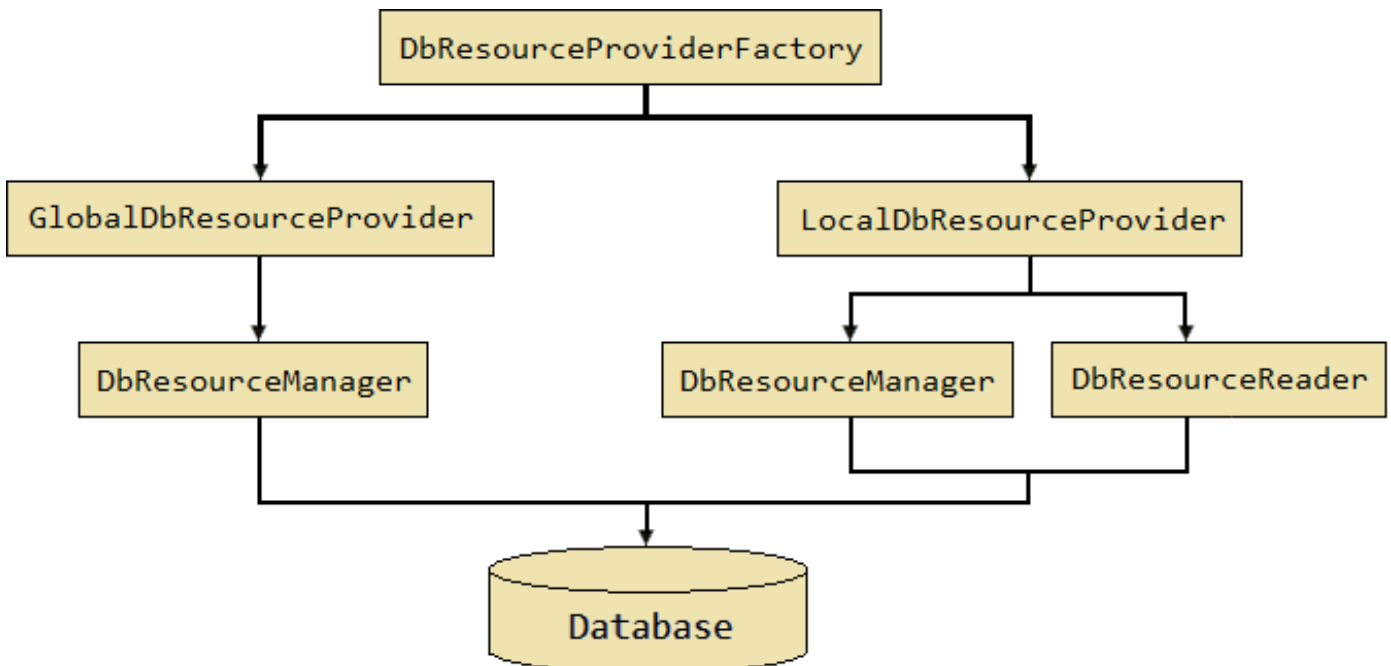 DbResourceProviderFactory
GlobalDbResourceProvider
LocalDbResourceProvider
DbResourceManager
DbResourceManager
DbResourceReader
Database